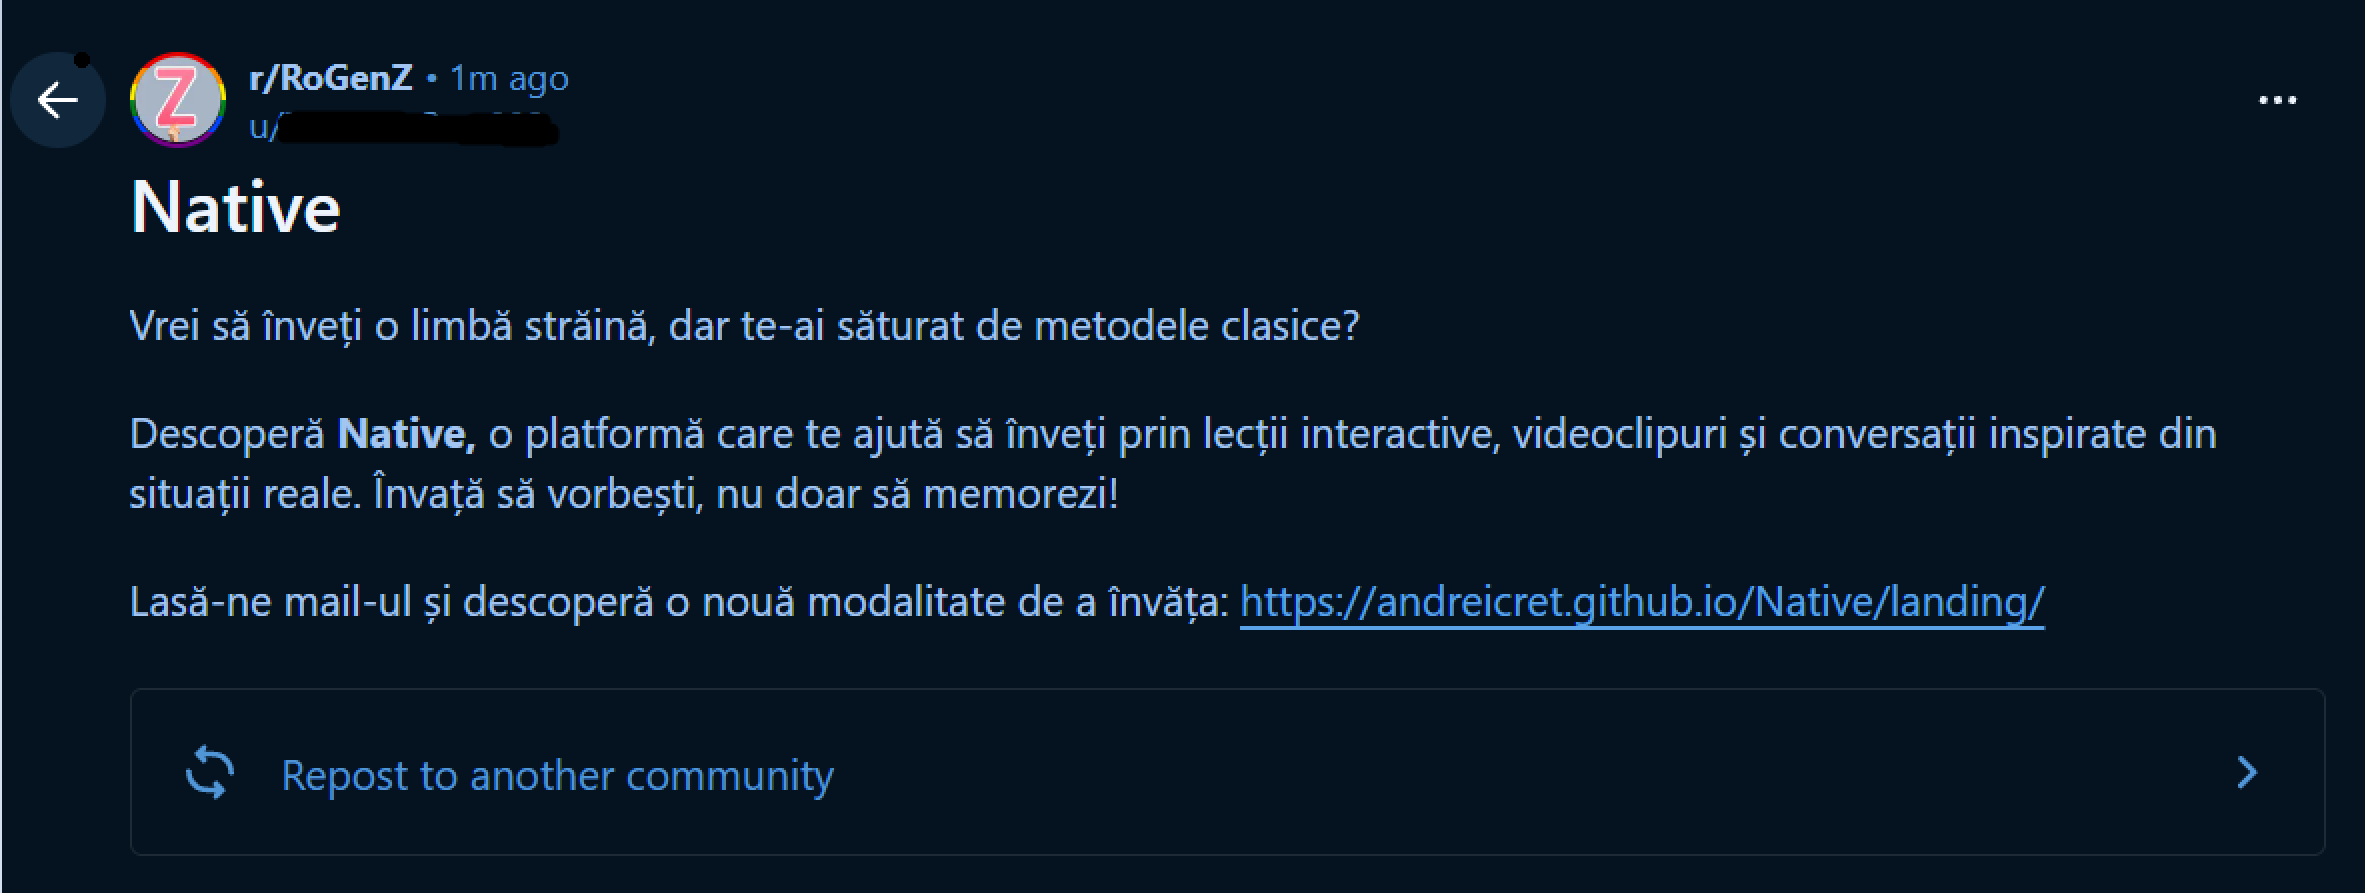 r/RoGenZ • 1m ago
u/
Native
Vrei să înveți o limbă străină, dar te-ai săturat de metodele clasice?
Descoperă Native, o platformă care te ajută să înveți prin lecții interactive, videoclipuri și conversații inspirate din
situații reale. Învață să vorbești, nu doar să memorezi!
Lasă-ne mail-ul și descoperă o nouă modalitate de a învăța: https://andreicret.github.io/Native/landing/
Repost to another community